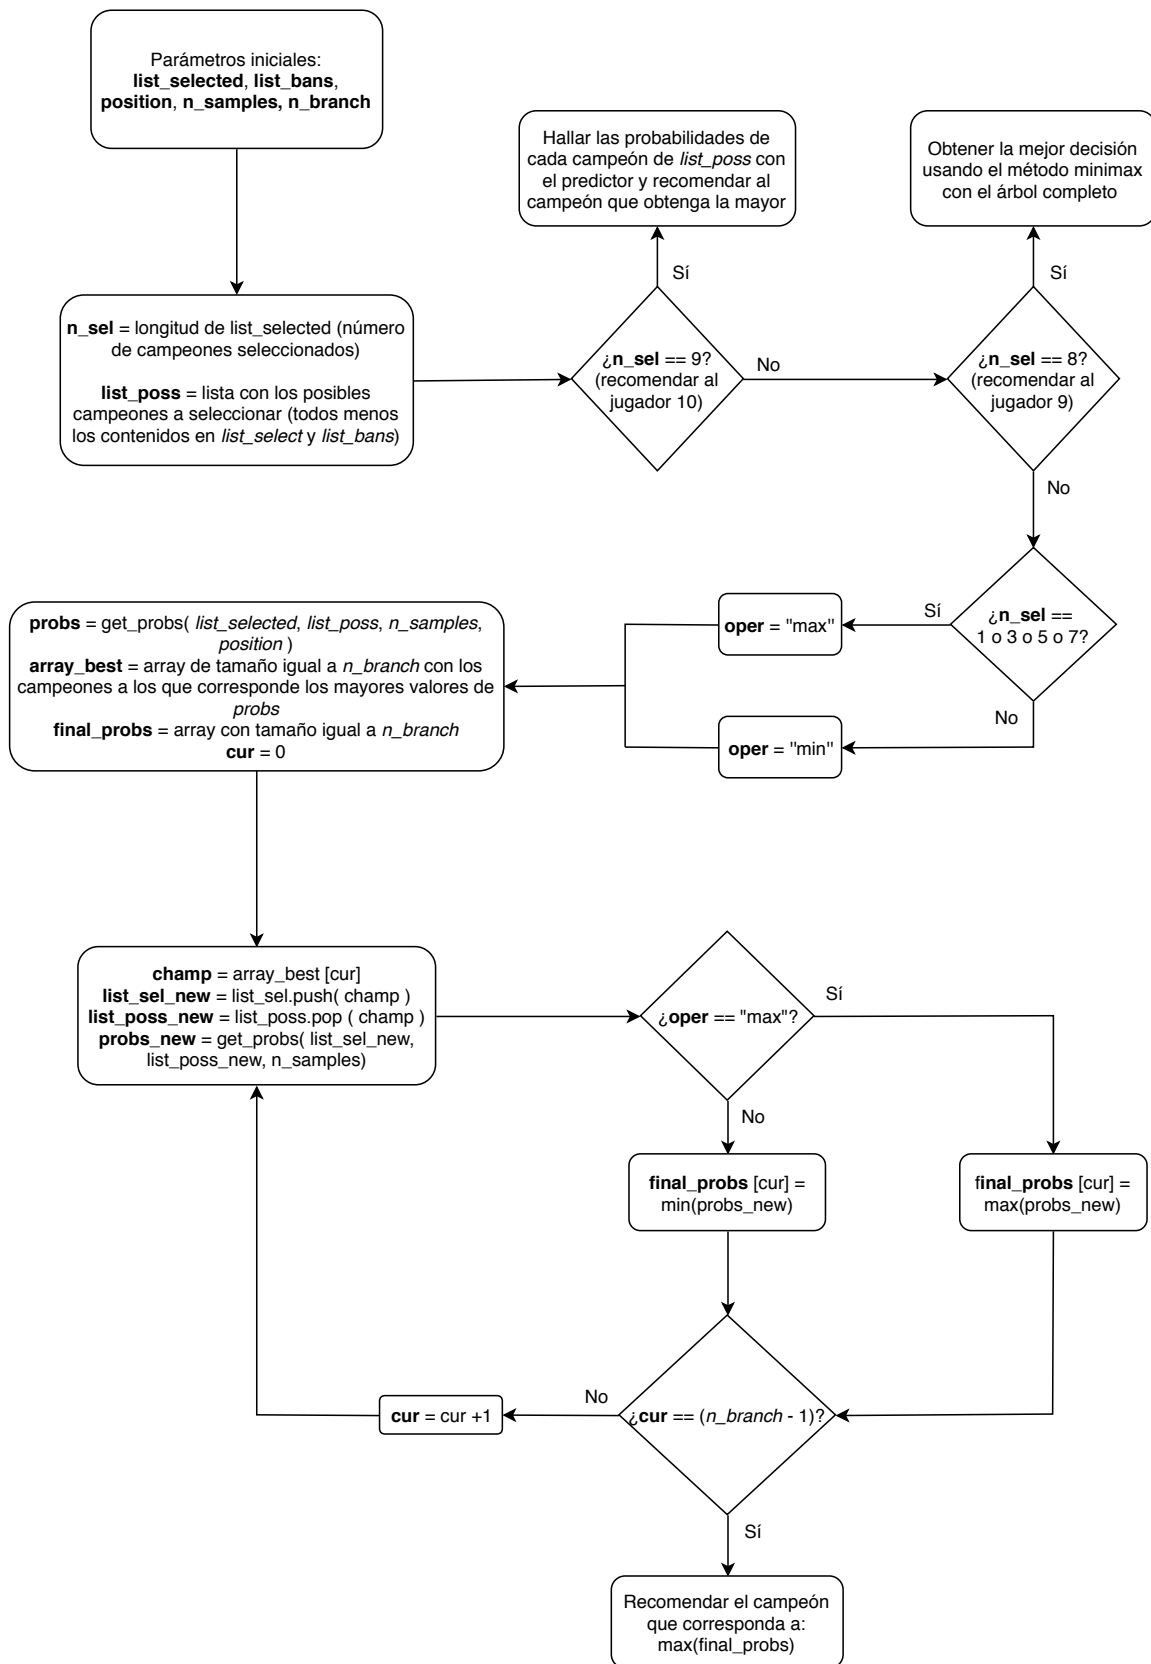 Parámetros iniciales:
list_selected, list_bans,
position, n_samples, n_branch
Hallar las probabilidades de
cada campeón de list_poss con
el predictor y recomendar al
campeón que obtenga la mayor
Obtener la mejor decisión
usando el método minimax
con el árbol completo
Sí
Sí
n_sel = longitud de list_selected (número
de campeones seleccionados)
list_poss = lista con los posibles
campeones a seleccionar (todos menos
los contenidos en list_select y list_bans)
¿n_sel == 9?
(recomendar al
jugador 10)
No
¿n_sel == 8?
(recomendar al
jugador 9)
No
¿n_sel ==
1 o 3 o 5 o 7?
Sí
No
oper = "max"
oper = "min"
probs = get_probs( list_selected, list_poss, n_samples,
position )
array_best = array de tamaño igual a n_branch con los
campeones a los que corresponde los mayores valores de
probs
final_probs = array con tamaño igual a n_branch
cur = 0
champ = array_best [cur]
list_sel_new = list_sel.push( champ )
list_poss_new = list_poss.pop ( champ )
probs_new = get_probs( list_sel_new,
list_poss_new, n_samples)
¿oper == "max"?
Sí
No
final_probs [cur] =
min(probs_new)
final_probs [cur] =
max(probs_new)
¿cur == (n_branch - 1)?
No
cur = cur +1
Sí
Recomendar el campeón
que corresponda a:
max(final_probs)